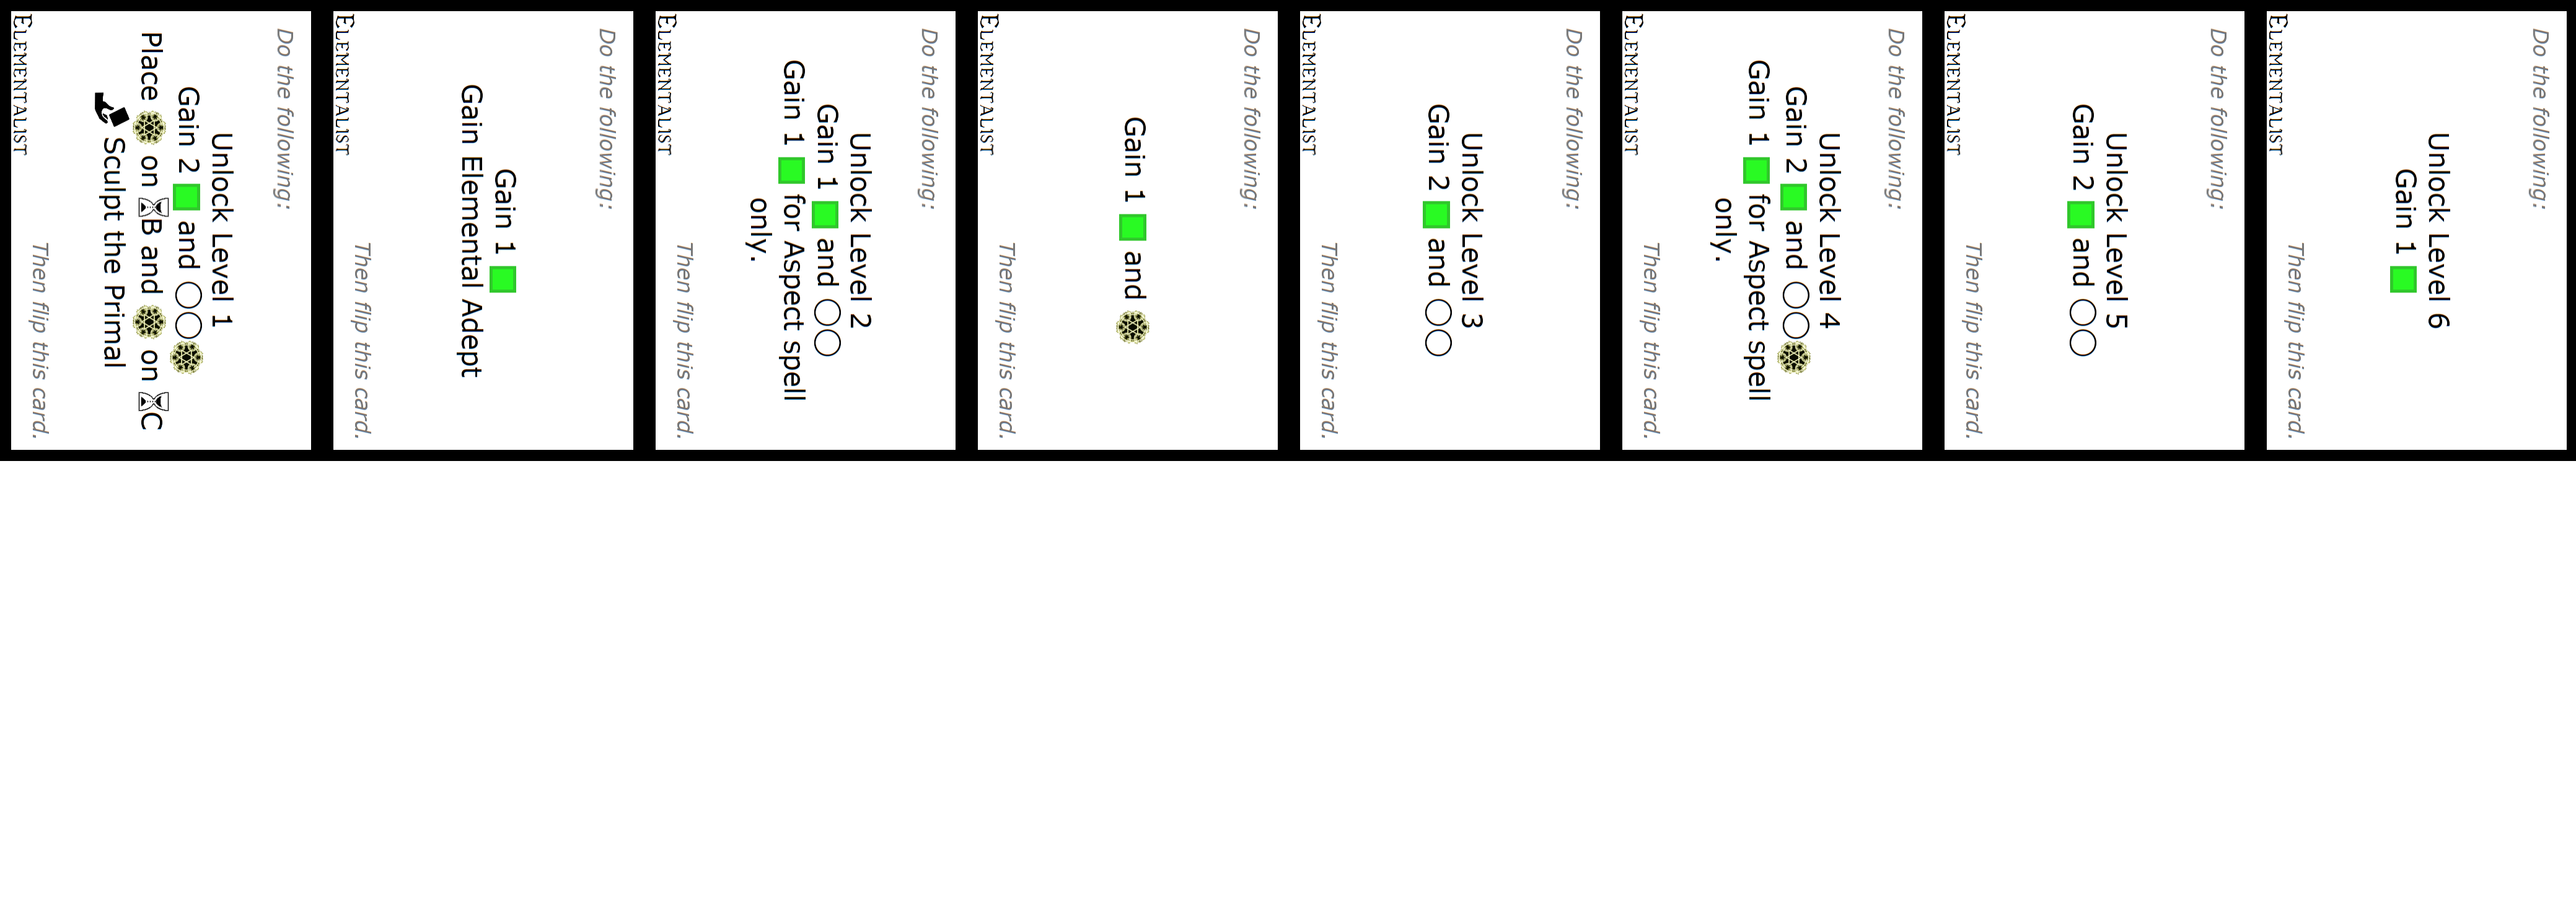 Do the following:
Unlock Level 1
Gain 2 and
Place on B and on C
Sculpt the Primal
Then flip this card.
ELEMENTALIST
Do the following:
Gain 1
Gain Elemental Adept
Then flip this card.
ELEMENTALIST
Do the following:
Unlock Level 2
Gain 1 and
Gain 1 for Aspect spell
only.
Then flip this card.
ELEMENTALIST
Do the following:
Gain 1 and
Then flip this card.
ELEMENTALIST
Do the following:
Unlock Level 3
Gain 2 and
Then flip this card.
ELEMENTALIST
Do the following:
Unlock Level 4
Gain 2 and
Gain 1 for Aspect spell
only.
Then flip this card.
ELEMENTALIST
Do the following:
Unlock Level 5
Gain 2 and
Then flip this card.
ELEMENTALIST
Do the following:
Unlock Level 6
Gain 1
Then flip this card.
ELEMENTALIST